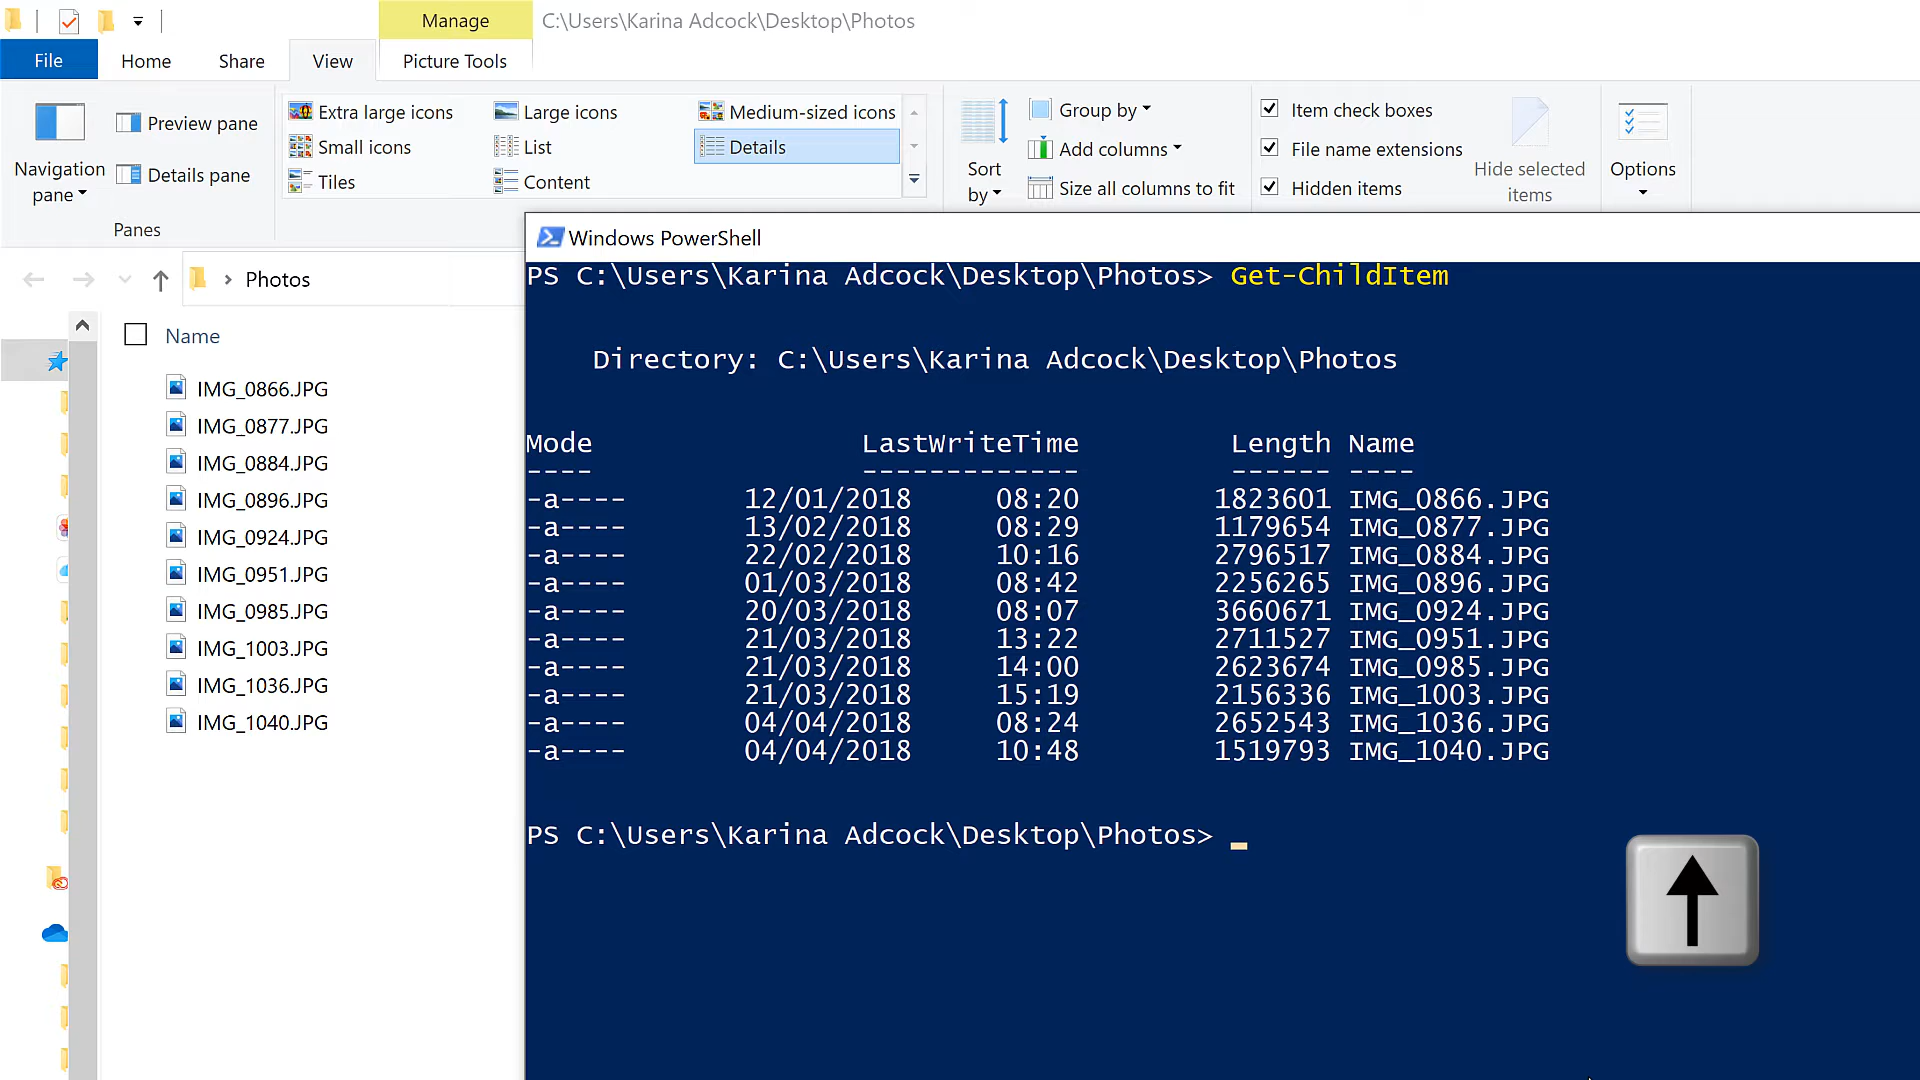 Manage
C:\Users\Karina Adcock\Desktop\Photos
File
Home
Share
View
Picture Tools
Navigation pane
Preview pane
Details pane
Panes
Extra large icons
Large icons
Medium-sized icons
Small icons
List
Details
Tiles
Content
Sort by
Group by
Add columns
Size all columns to fit
Item check boxes
File name extensions
Hidden items
Hide selected items
Options
Photos
Name
IMG_0866.JPG
IMG_0877.JPG
IMG_0884.JPG
IMG_0896.JPG
IMG_0924.JPG
IMG_0951.JPG
IMG_0985.JPG
IMG_1003.JPG
IMG_1036.JPG
IMG_1040.JPG
Windows PowerShell
PS C:\Users\Karina Adcock\Desktop\Photos> Get-ChildItem
Directory: C:\Users\Karina Adcock\Desktop\Photos
Mode LastWriteTime Length Name
---- ------------- ------ ----
-a---- 12/01/2018 08:20 1823601 IMG_0866.JPG
-a---- 13/02/2018 08:29 1179654 IMG_0877.JPG
-a---- 22/02/2018 10:16 2796517 IMG_0884.JPG
-a---- 01/03/2018 08:42 2256265 IMG_0896.JPG
-a---- 20/03/2018 08:07 3660671 IMG_0924.JPG
-a---- 21/03/2018 13:22 2711527 IMG_0951.JPG
-a---- 21/03/2018 14:00 2623674 IMG_0985.JPG
-a---- 21/03/2018 15:19 2156336 IMG_1003.JPG
-a---- 04/04/2018 08:24 2652543 IMG_1036.JPG
-a---- 04/04/2018 10:48 1519793 IMG_1040.JPG
PS C:\Users\Karina Adcock\Desktop\Photos> _